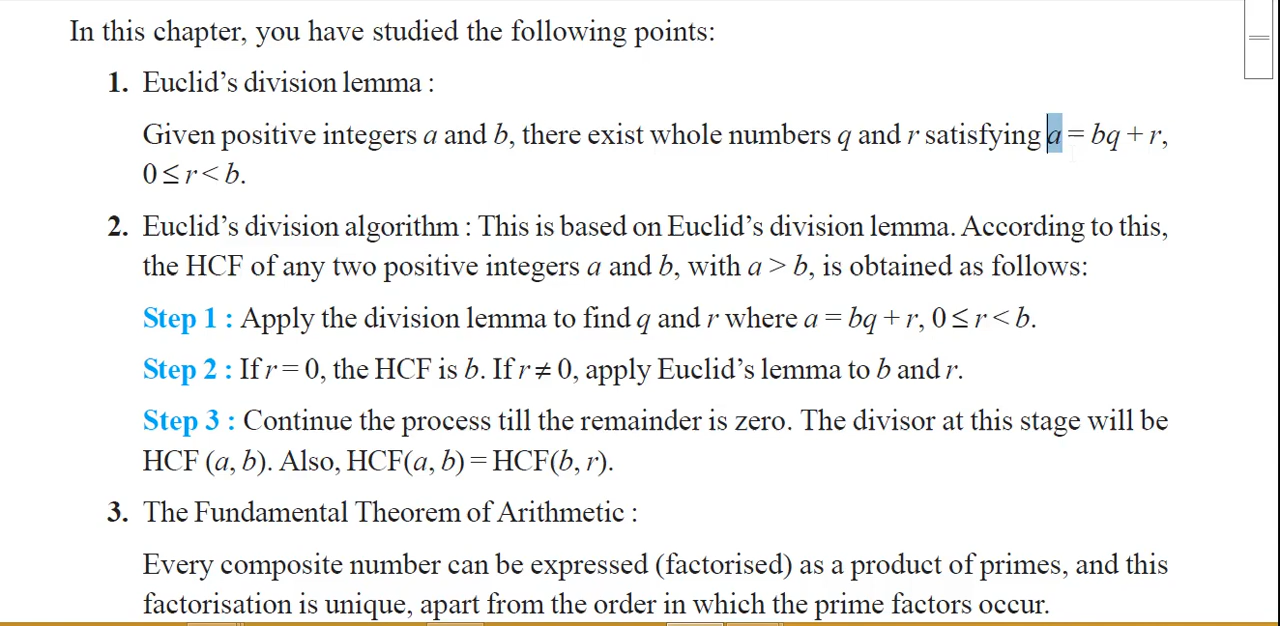 In this chapter, you have studied the following points:
1. Euclid's division lemma :
Given positive integers a and b, there exist whole numbers q and r satisfying a = bq + r,
0 ≤ r < b.
2. Euclid's division algorithm : This is based on Euclid's division lemma. According to this,
the HCF of any two positive integers a and b, with a > b, is obtained as follows:
Step 1 : Apply the division lemma to find q and r where a = bq + r, 0 ≤ r < b.
Step 2 : If r = 0, the HCF is b. If r ≠ 0, apply Euclid's lemma to b and r.
Step 3 : Continue the process till the remainder is zero. The divisor at this stage will be
HCF (a, b). Also, HCF(a, b) = HCF(b, r).
3. The Fundamental Theorem of Arithmetic :
Every composite number can be expressed (factorised) as a product of primes, and this
factorisation is unique, apart from the order in which the prime factors occur.